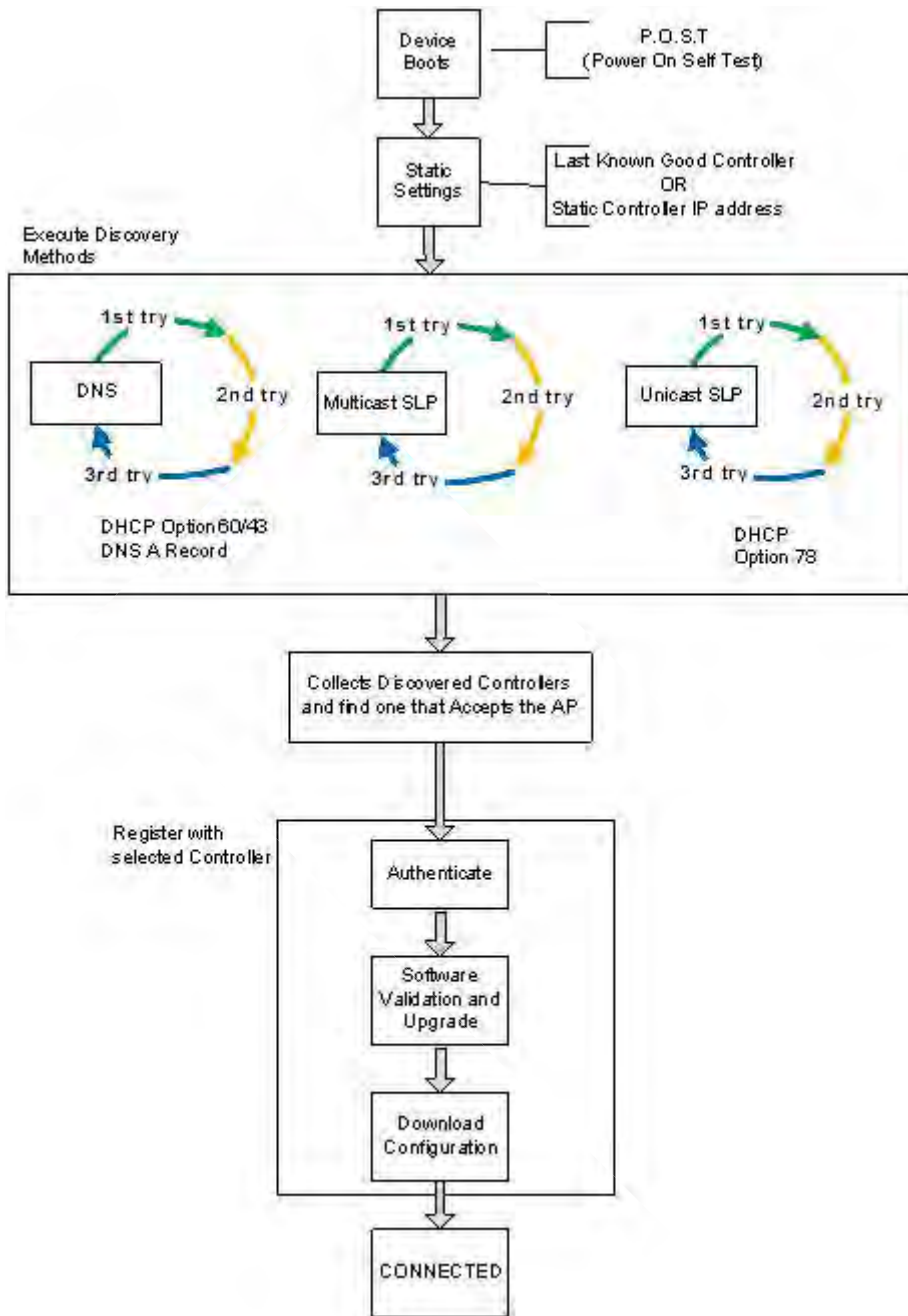 Device
Boots
P.O.S.T
(Power On Self Test)
Static
Settings
Last Known Good Controller
OR
Static Controller IP address
Execute Discovery
Methods
1st try
DNS
2nd try
3rd try
DHCP Option 60/43
DNS A Record
1st try
Multicast SLP
2nd try
3rd try
1st try
Unicast SLP
2nd try
3rd try
DHCP
Option 78
Collects Discovered Controllers
and find one that Accepts the AP
Register with
selected Controller
Authenticate
Software
Validation and
Upgrade
Download
Configuration
CONNECTED